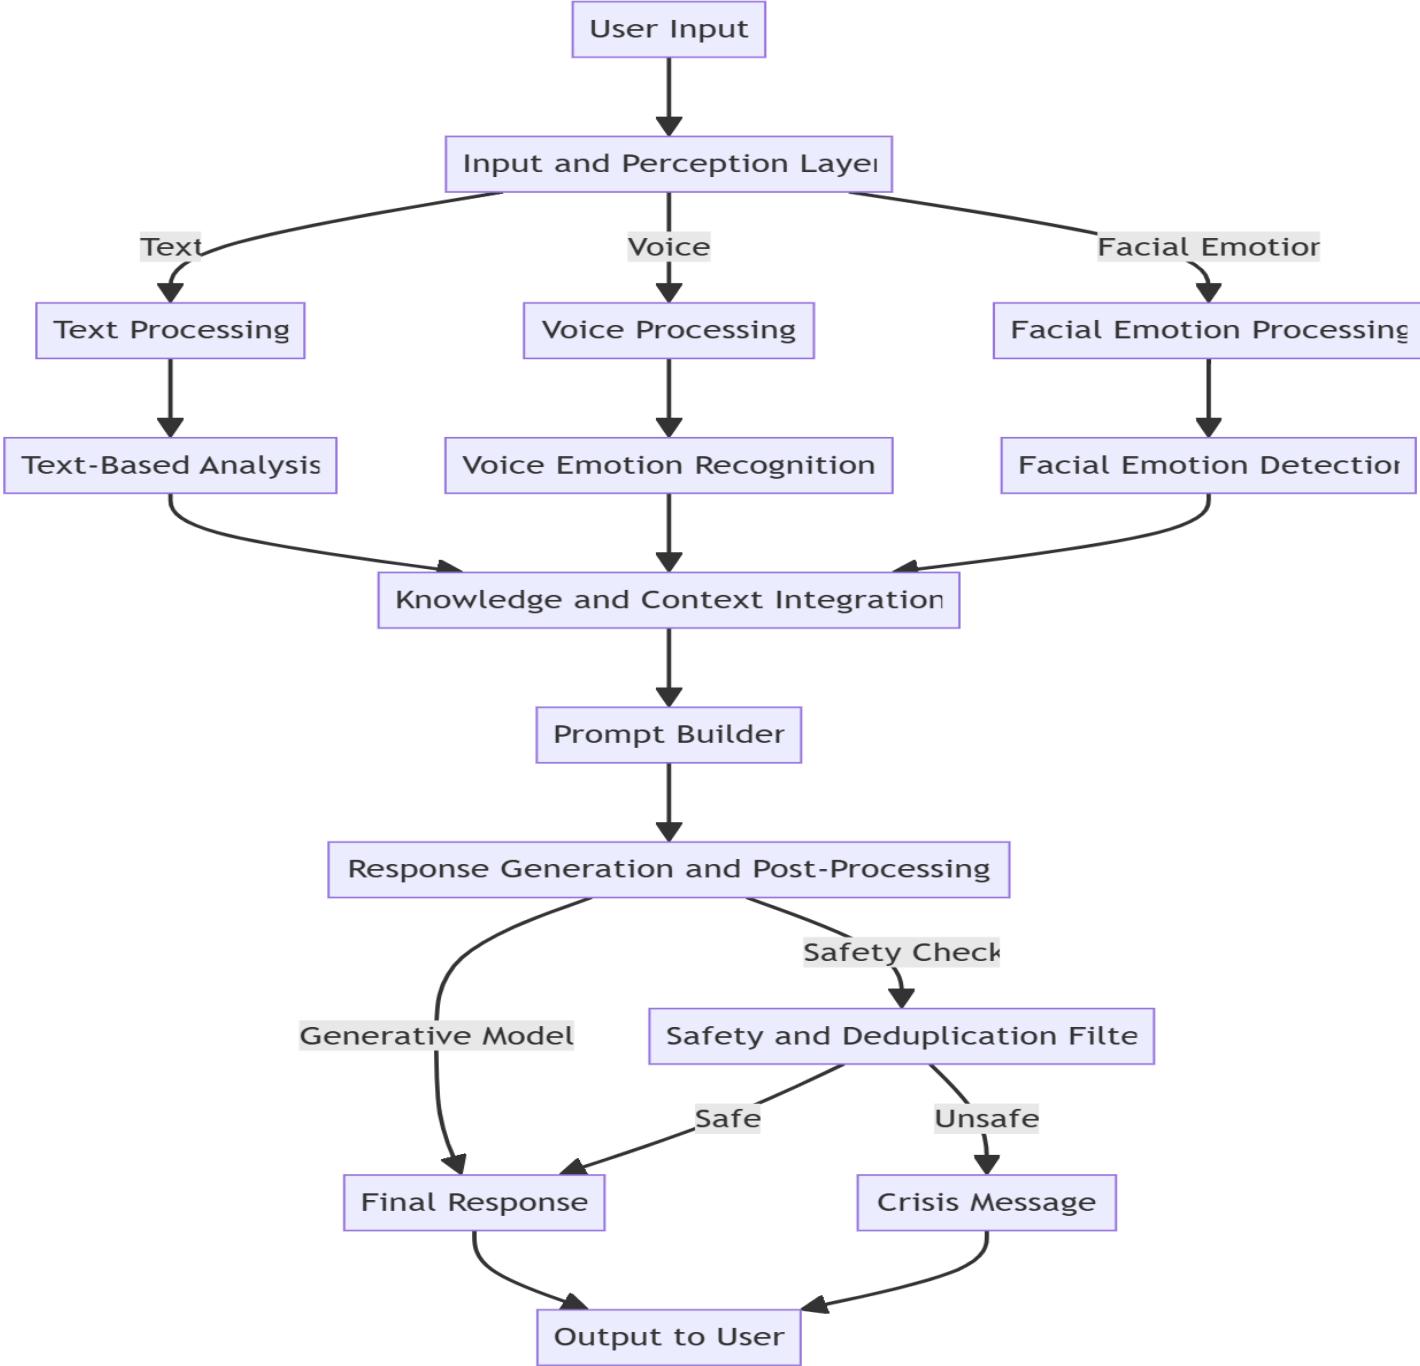 User Input
Input and Perception Layer
Text
Voice
Facial Emotion
Text Processing
Voice Processing
Facial Emotion Processing
Text-Based Analysis
Voice Emotion Recognition
Facial Emotion Detection
Knowledge and Context Integration
Prompt Builder
Response Generation and Post-Processing
Safety Check
Generative Model
Safety and Deduplication Filte
Safe
Unsafe
Final Response
Crisis Message
Output to User